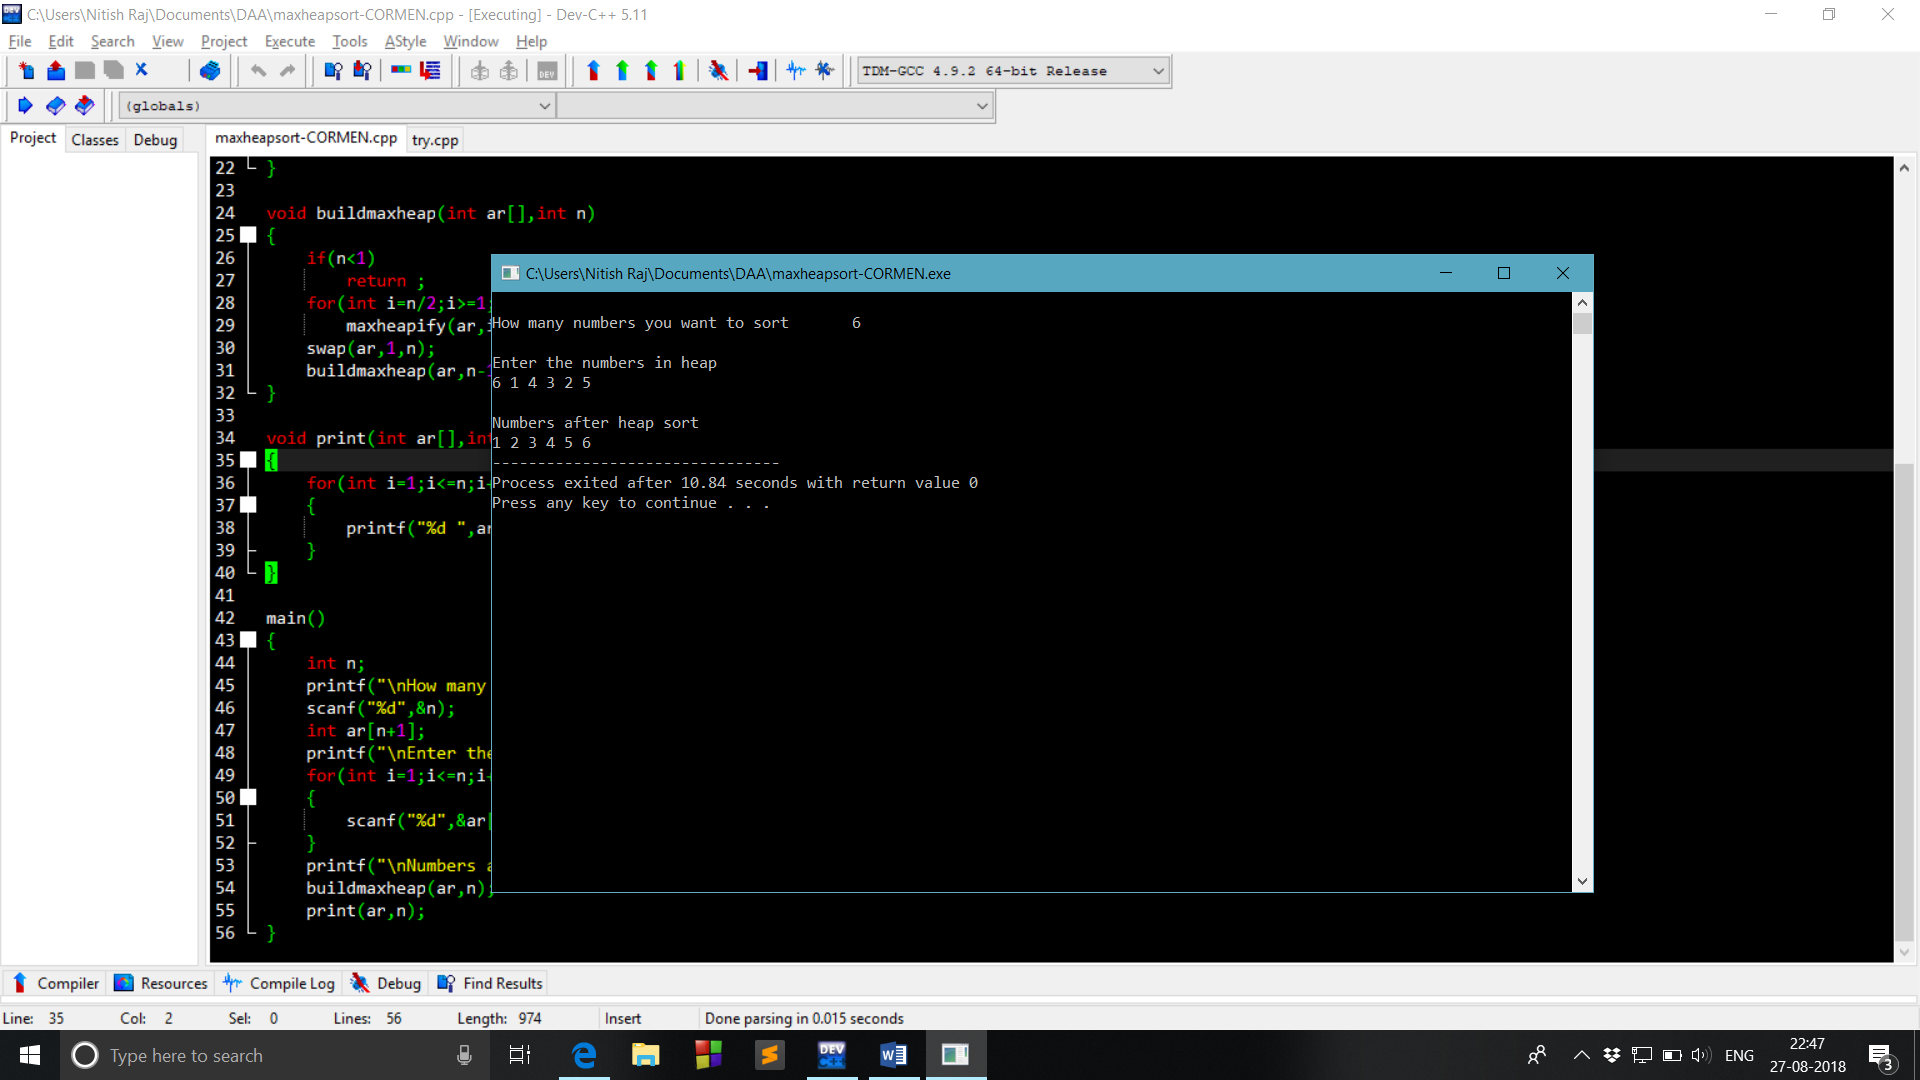 C:\Users\Nitish Raj\Documents\DAA\maxheapsort-CORMEN.cpp - [Executing] - Dev-C++ 5.11
File Edit Search View Project Execute Tools AStyle Window Help
TDM-GCC 4.9.2 64-bit Release
(globals)
Project Classes Debug
maxheapsort-CORMEN.cpp try.cpp
22 }
23
24 void buildmaxheap(int ar[],int n)
25 {
26 if(n<1)
27 return ;
28 for(int i=n/2;i>=1;
29 maxheapify(ar,i
30 swap(ar,1,n);
31 buildmaxheap(ar,n-1
32 }
33
34 void print(int ar[],int
35 {
36 for(int i=1;i<=n;i+
37 {
38 printf("%d ",ar
39 }
40 }
41
42 main()
43 {
44 int n;
45 printf("\nHow many
46 scanf("%d",&n);
47 int ar[n+1];
48 printf("\nEnter the
49 for(int i=1;i<=n;i+
50 {
51 scanf("%d",&ar[
52 }
53 printf("\nNumbers a
54 buildmaxheap(ar,n);
55 print(ar,n);
56 }
C:\Users\Nitish Raj\Documents\DAA\maxheapsort-CORMEN.exe
How many numbers you want to sort 6
Enter the numbers in heap
6 1 4 3 2 5
Numbers after heap sort
1 2 3 4 5 6
--------------------------------
Process exited after 10.84 seconds with return value 0
Press any key to continue . . .
Compiler Resources Compile Log Debug Find Results
Line: 35 Col: 2 Sel: 0 Lines: 56 Length: 974 Insert Done parsing in 0.015 seconds
Type here to search
DEV C++
ENG
22:47
27-08-2018
3